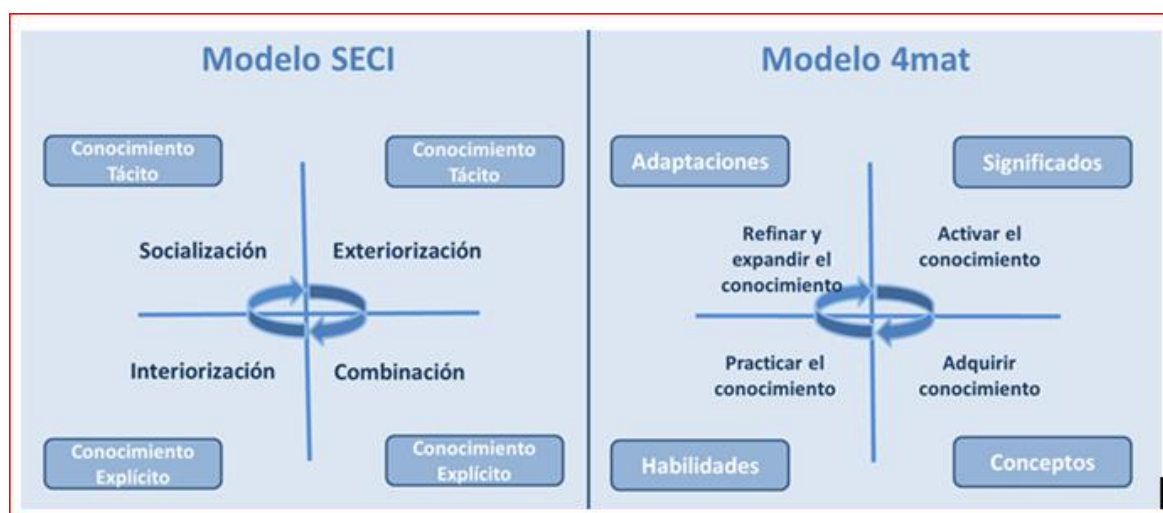 Modelo SECI
Conocimiento
Tácito
Conocimiento
Tácito
Socialización
Exteriorización
Interiorización
Combinación
Conocimiento
Explícito
Conocimiento
Explícito
Modelo 4mat
Adaptaciones
Significados
Refinar y
expandir el
conocimiento
Activar el
conocimiento
Practicar el
conocimiento
Adquirir
conocimiento
Habilidades
Conceptos